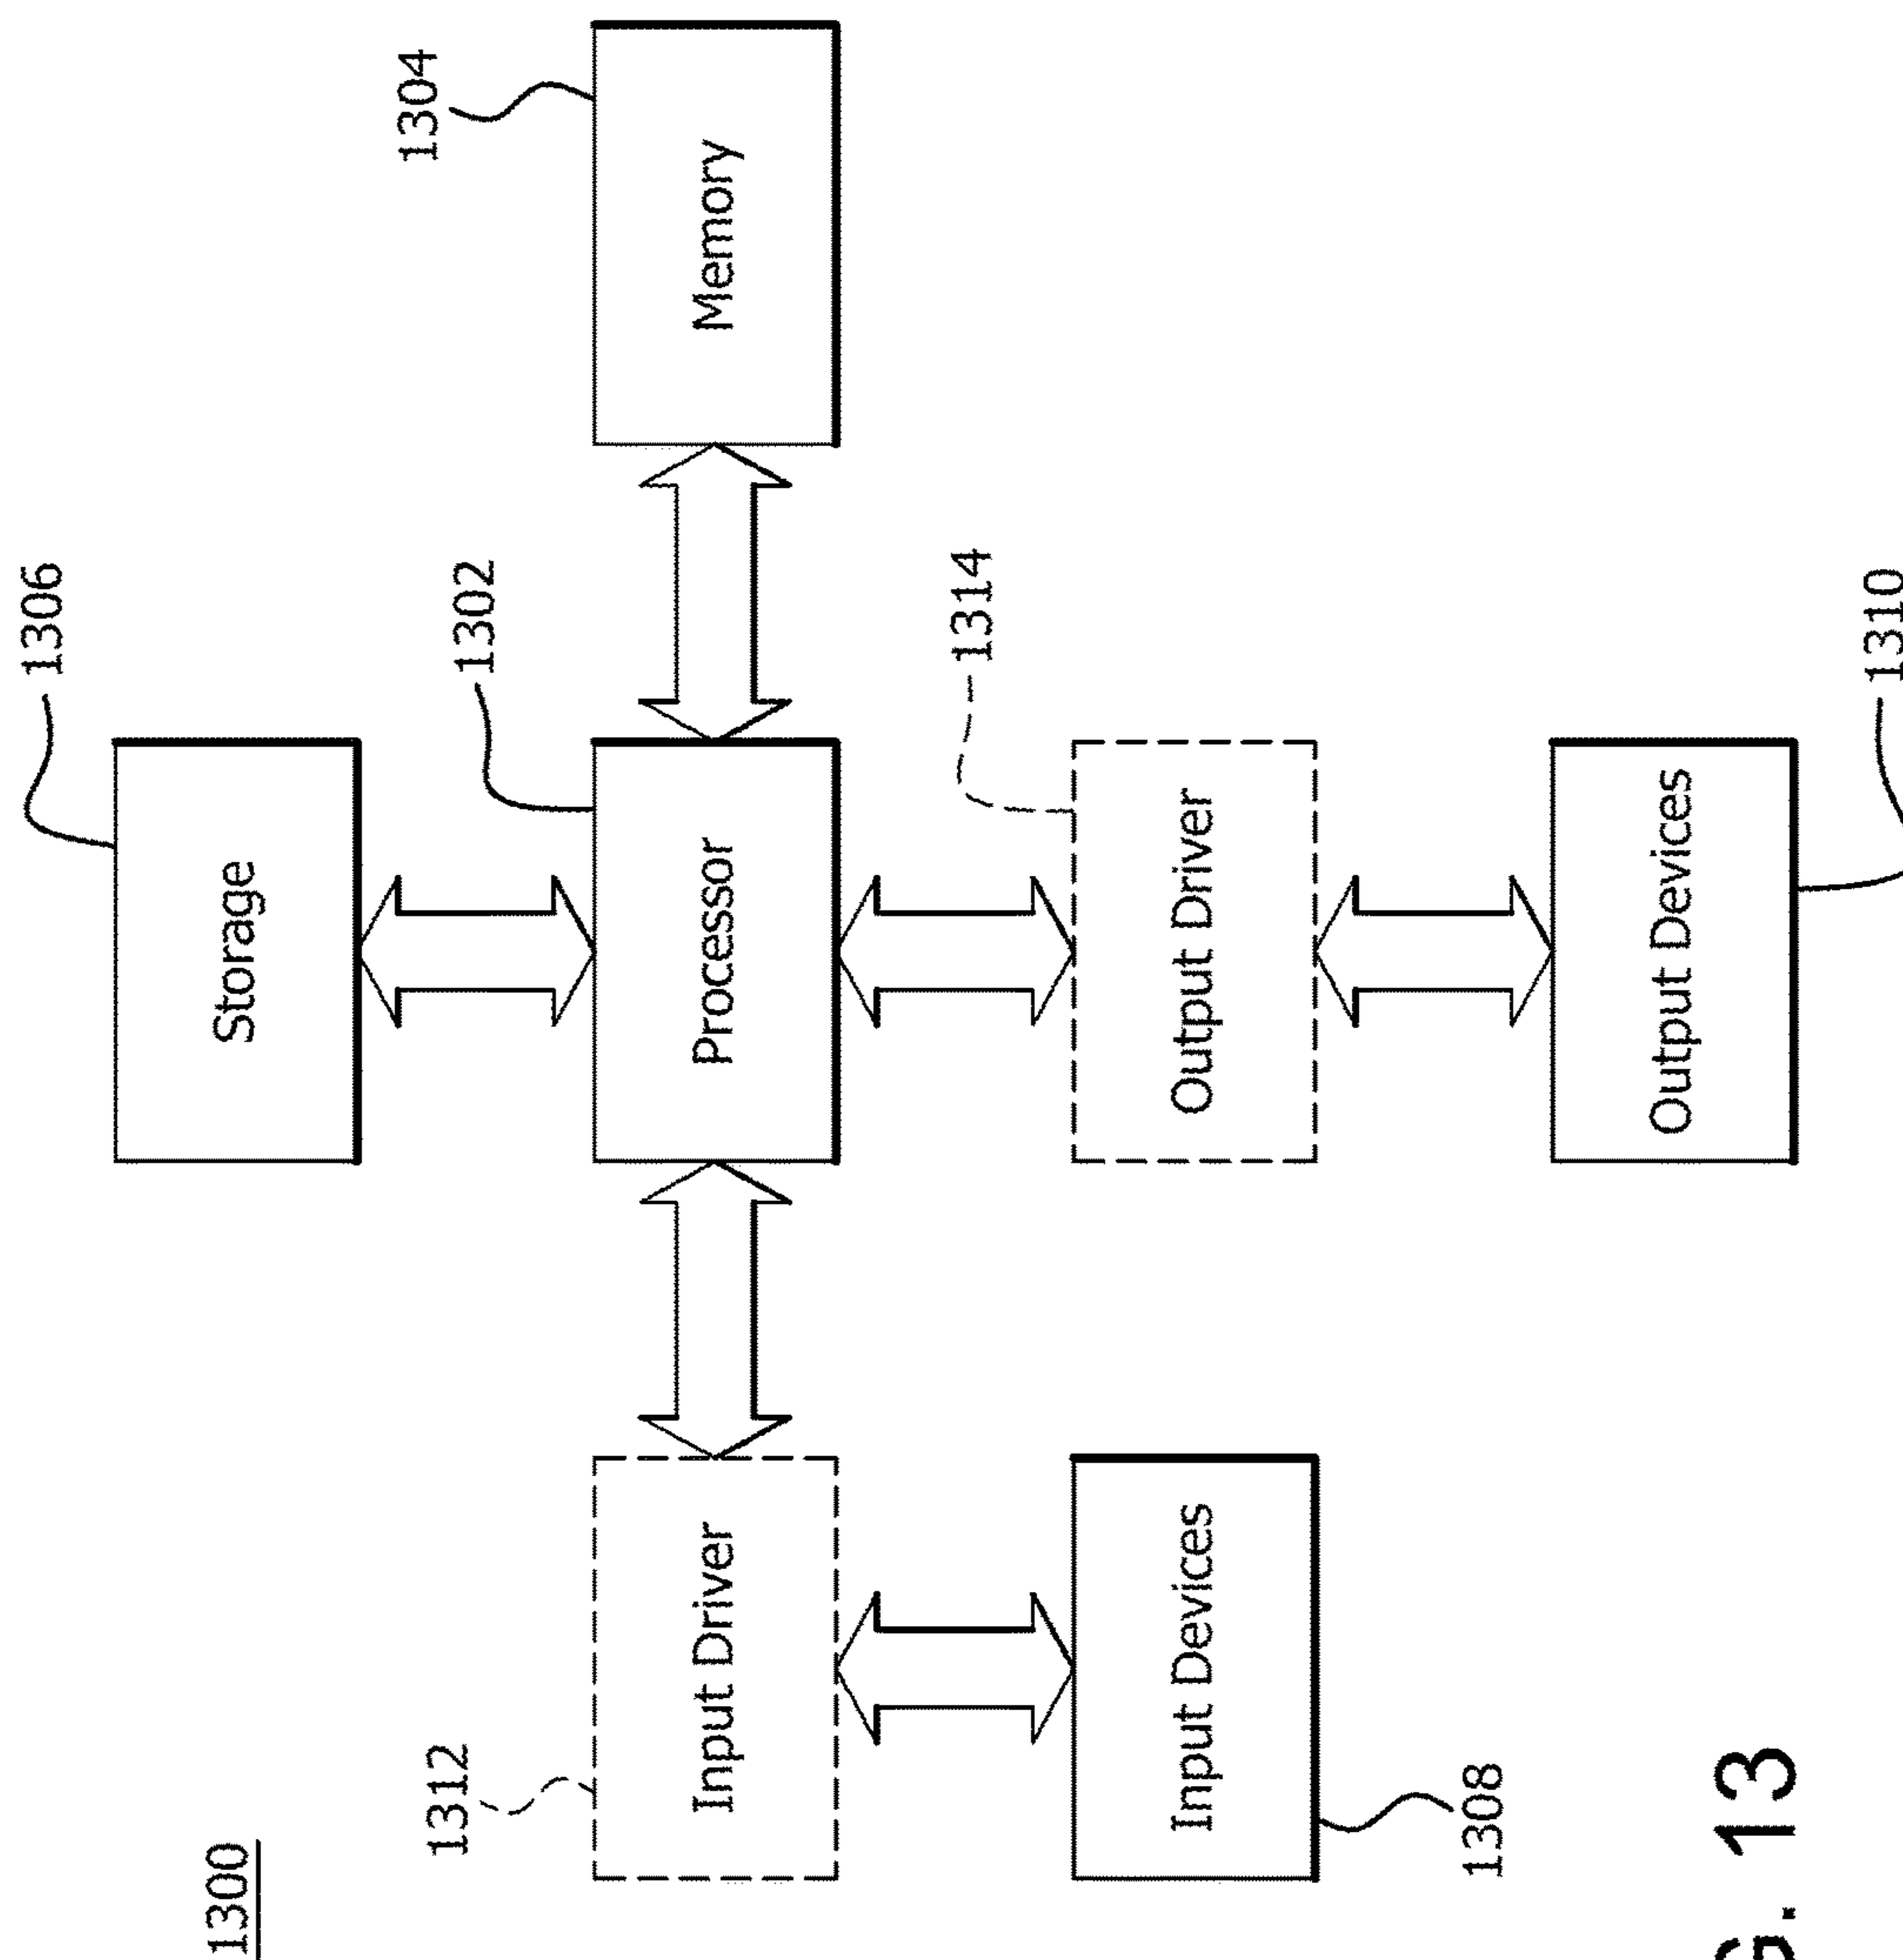 1300
1306
Storage
1312
1302
1304
Input Driver
Processor
Memory
1314
Input Devices
Output Driver
1308
Output Devices
1310
G. 13